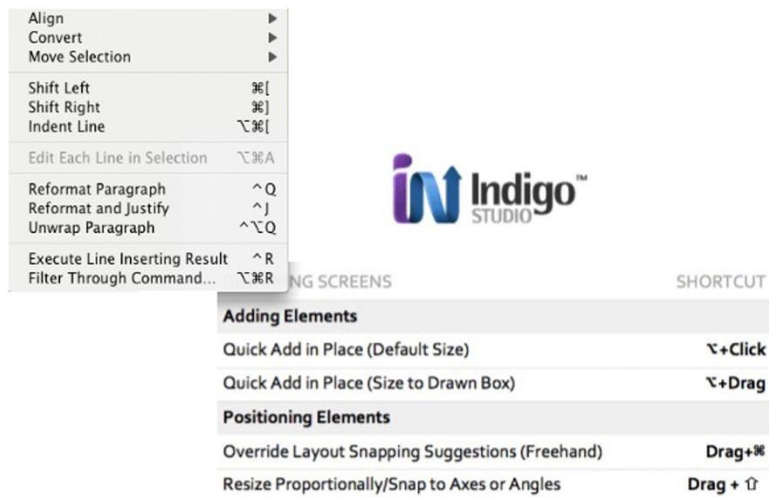 Align ▶
Convert ▶
Move Selection ▶
Shift Left ⌘[
Shift Right ⌘]
Indent Line ⌥⌘[
Edit Each Line in Selection ⌥⌘A
Reformat Paragraph ^Q
Reformat and Justify ^J
Unwrap Paragraph ^⌥Q
Execute Line Inserting Result ^R
Filter Through Command... ⌥⌘R
iN Indigo™
STUDIO
NG SCREENS SHORTCUT
Adding Elements
Quick Add in Place (Default Size) ⌥+Click
Quick Add in Place (Size to Drawn Box) ⌥+Drag
Positioning Elements
Override Layout Snapping Suggestions (Freehand) Drag+⌘
Resize Proportionally/Snap to Axes or Angles Drag + ⇧